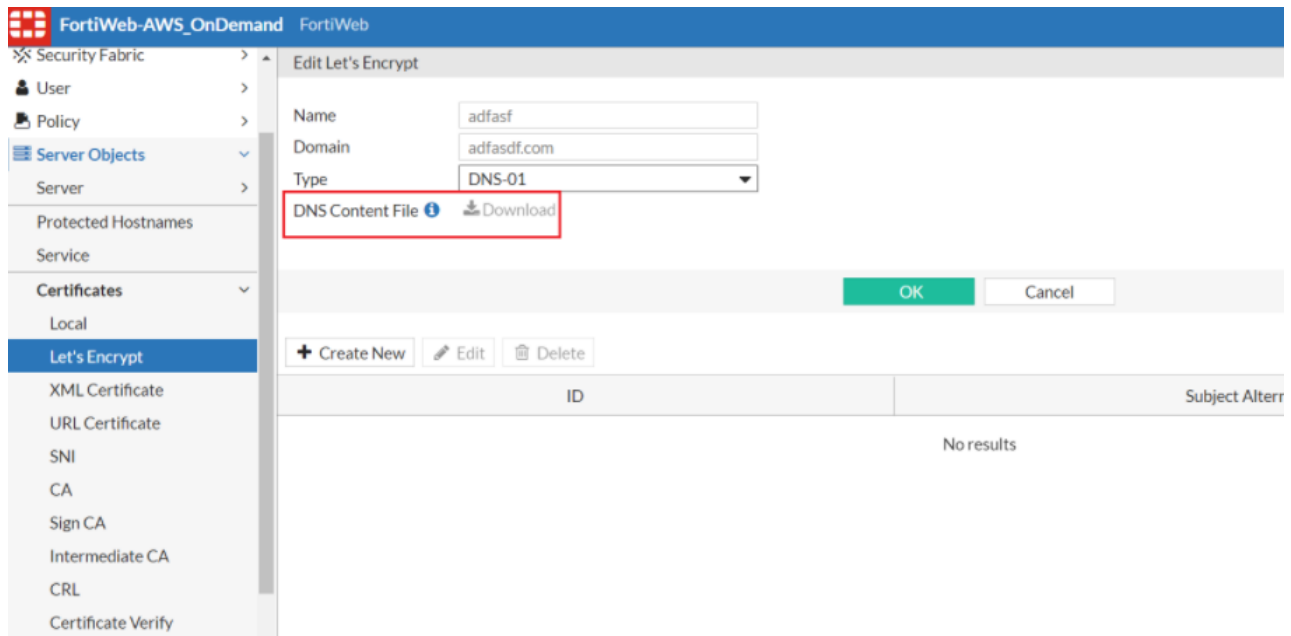 FortiWeb-AWS_OnDemand FortiWeb
Security Fabric
User
Policy
Server Objects
Server
Protected Hostnames
Service
Certificates
Local
Let's Encrypt
XML Certificate
URL Certificate
SNI
CA
Sign CA
Intermediate CA
CRL
Certificate Verify
Edit Let's Encrypt
Name adfasf
Domain adfasdf.com
Type DNS-01
DNS Content File Download
OK Cancel
Create New Edit Delete
ID Subject Altern
No results